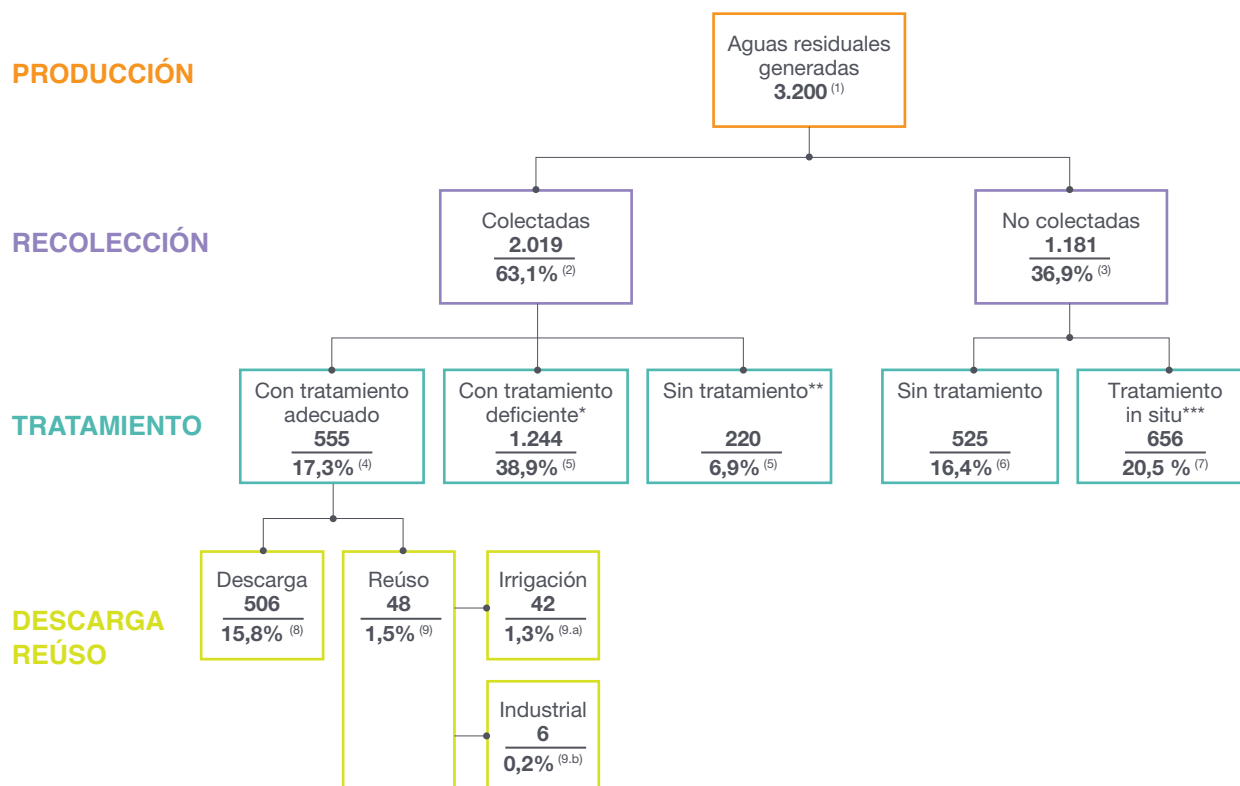 PRODUCCIÓN
Aguas residuales
generadas
3.200 (1)
RECOLECCIÓN
Colectadas
2.019
63,1% (2)
No colectadas
1.181
36,9% (3)
TRATAMIENTO
Con tratamiento
adecuado
555
17,3% (4)
Con tratamiento
deficiente*
1.244
38,9% (5)
Sin tratamiento**
220
6,9% (5)
Sin tratamiento
525
16,4% (6)
Tratamiento
in situ***
656
20,5 % (7)
DESCARGA
REÚSO
Descarga
506
15,8% (8)
Reúso
48
1,5% (9)
Irrigación
42
1,3% (9.a)
Industrial
6
0,2% (9.b)